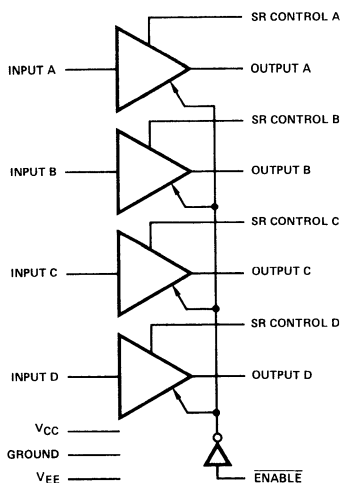 SR CONTROL A
INPUT A
OUTPUT A
SR CONTROL B
INPUT B
OUTPUT B
SR CONTROL C
INPUT C
OUTPUT C
SR CONTROL D
INPUT D
OUTPUT D
VCC
GROUND
VEE
ENABLE